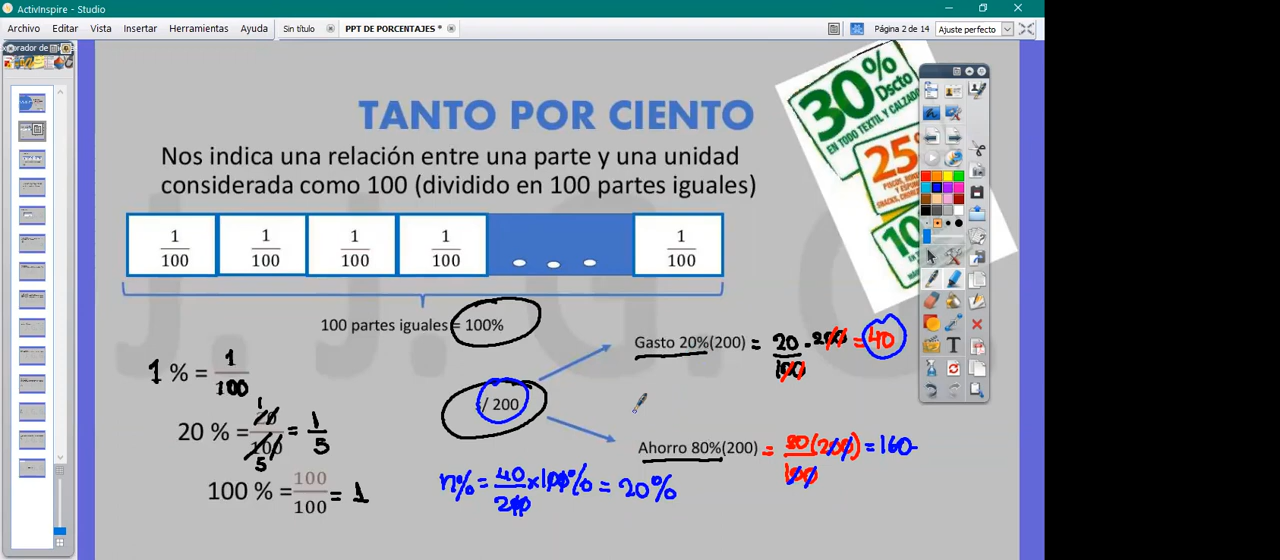 ActivInspire - Studio
Archivo Editar Vista Insertar Herramientas Ayuda Sin título PPT DE PORCENTAJES * Página 2 de 14 Ajuste perfecto
TANTO POR CIENTO
Nos indica una relación entre una parte y una unidad
considerada como 100 (dividido en 100 partes iguales)
1/100 1/100 1/100 1/100 . . . 1/100
100 partes iguales = 100%
30% Dscto
EN TODO TEXTIL Y CALZADO
25%
10
Gasto 20%(200) = 20/100 · 200 = 40
1 % = 1/100
s/ 200
20 % = 20/100 = 1/5
Ahorro 80%(200) = 80(200)/100 = 160
n% = 40/200 × 100% = 20%
100 % = 100/100 = 1
J. J. G. C